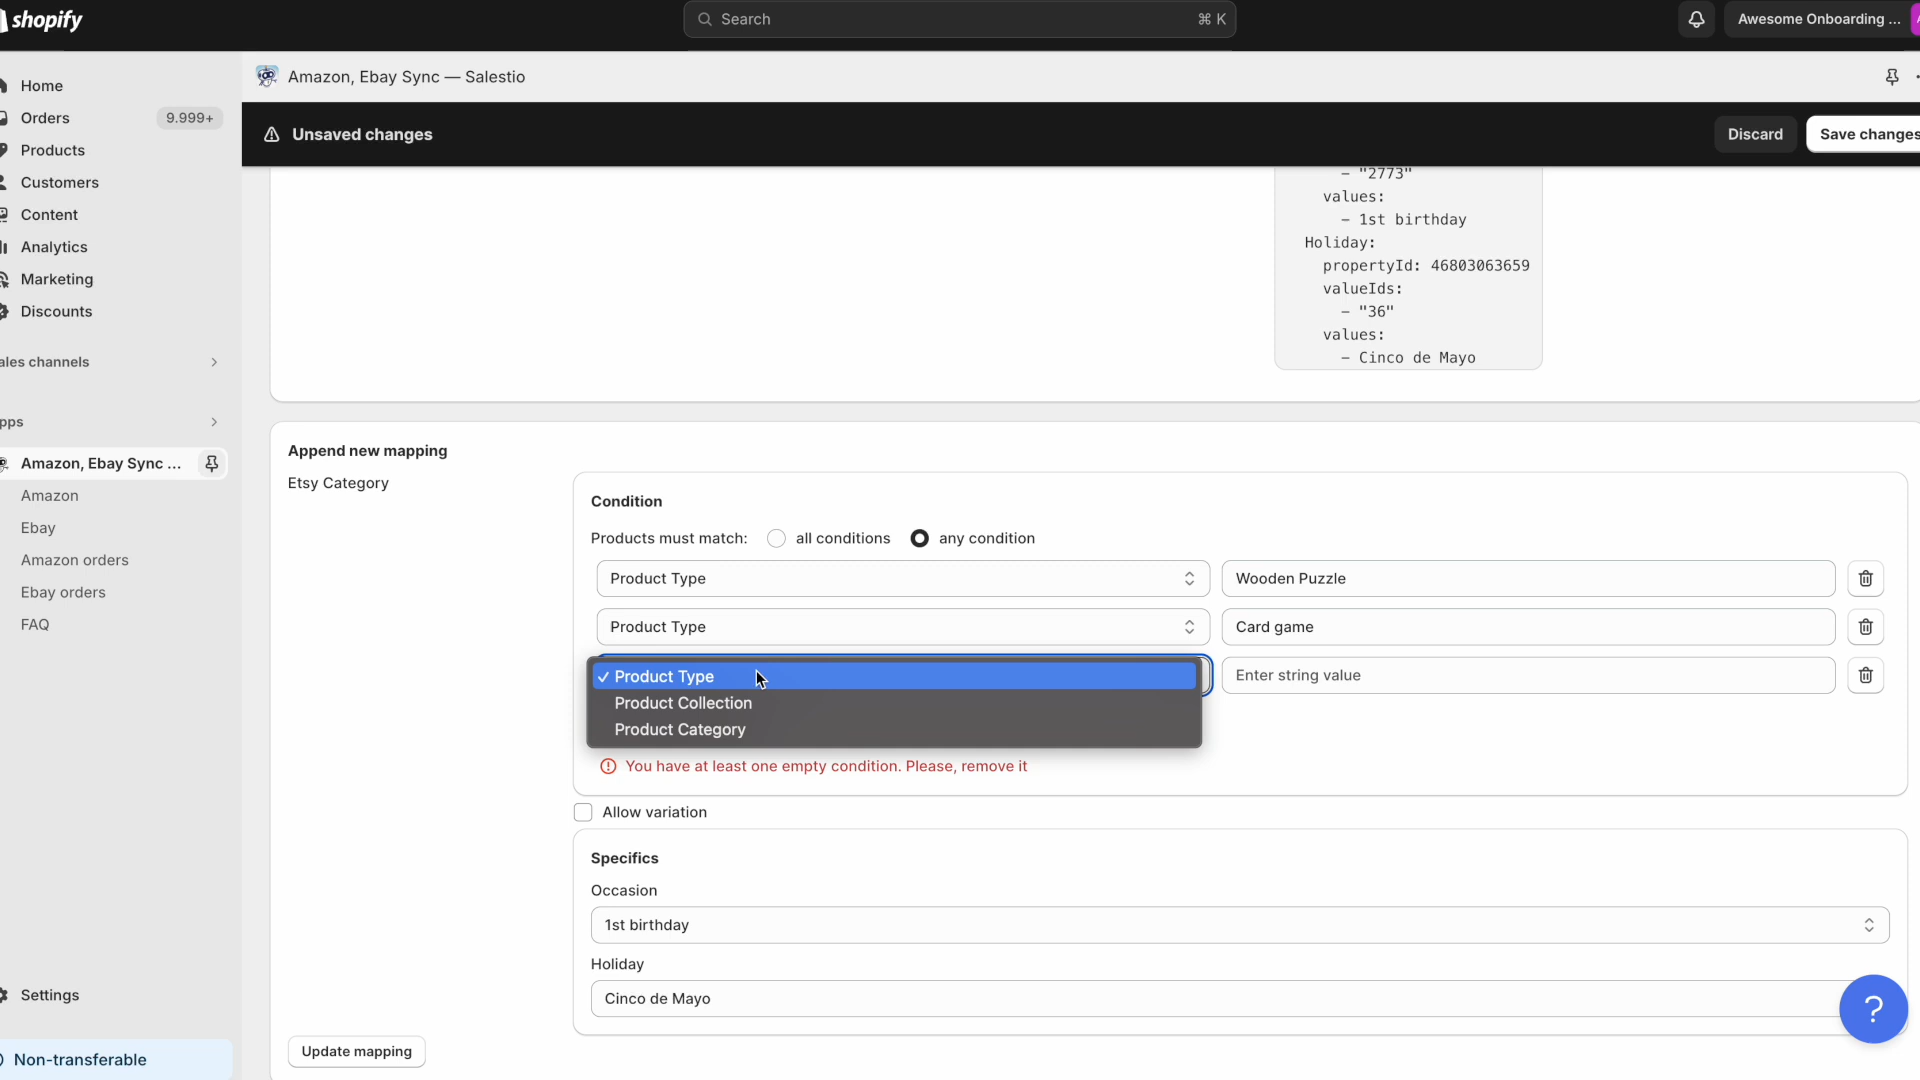 shopify
Search
⌘ K
Awesome Onboarding ...
Home
Orders
9.999+
Products
Customers
Content
Analytics
Marketing
Discounts
ales channels
pps
Amazon, Ebay Sync ...
Amazon
Ebay
Amazon orders
Ebay orders
FAQ
Settings
Non-transferable
Amazon, Ebay Sync — Salestio
Unsaved changes
Discard
Save changes
- "2773"
values:
- 1st birthday
Holiday:
propertyId: 46803063659
valueIds:
- "36"
values:
- Cinco de Mayo
Append new mapping
Etsy Category
Condition
Products must match:
all conditions
any condition
Product Type
Wooden Puzzle
Product Type
Card game
✓ Product Type
Enter string value
Product Collection
Product Category
You have at least one empty condition. Please, remove it
Allow variation
Specifics
Occasion
1st birthday
Holiday
Cinco de Mayo
?
Update mapping